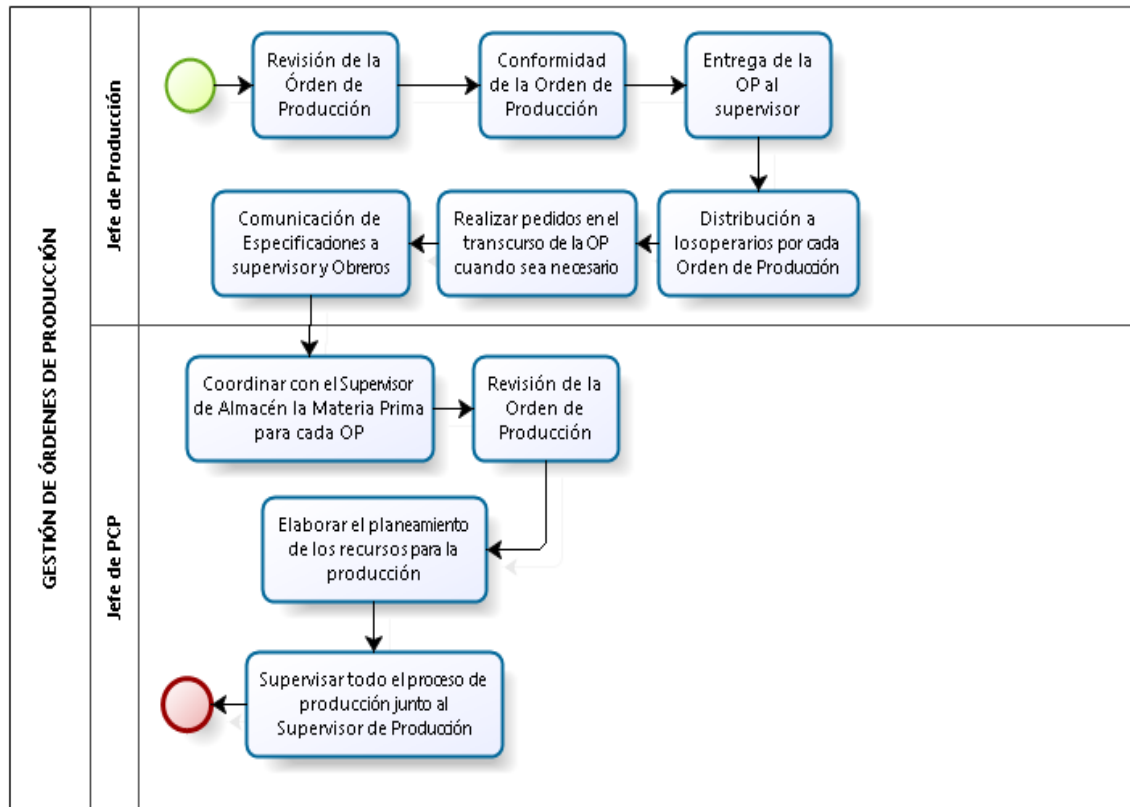 GESTIÓN DE ÓRDENES DE PRODUCCIÓN
Jefe de Producción
Revisión de la
Órden de
Producción
Conformidad
de la Orden de
Producción
Entrega de la
OP al
supervisor
Distribución a
losoperarios por cada
Orden de Producción
Realizar pedidos en el
transcurso de la OP
cuando sea necesario
Comunicación de
Especificaciones a
supervisor y Obreros
Jefe de PCP
Coordinar con el Supervisor
de Almacén la Materia Prima
para cada OP
Revisión de la
Orden de
Producción
Elaborar el planeamiento
de los recursos para la
producción
Supervisar todo el proceso de
producción junto al
Supervisor de Producción